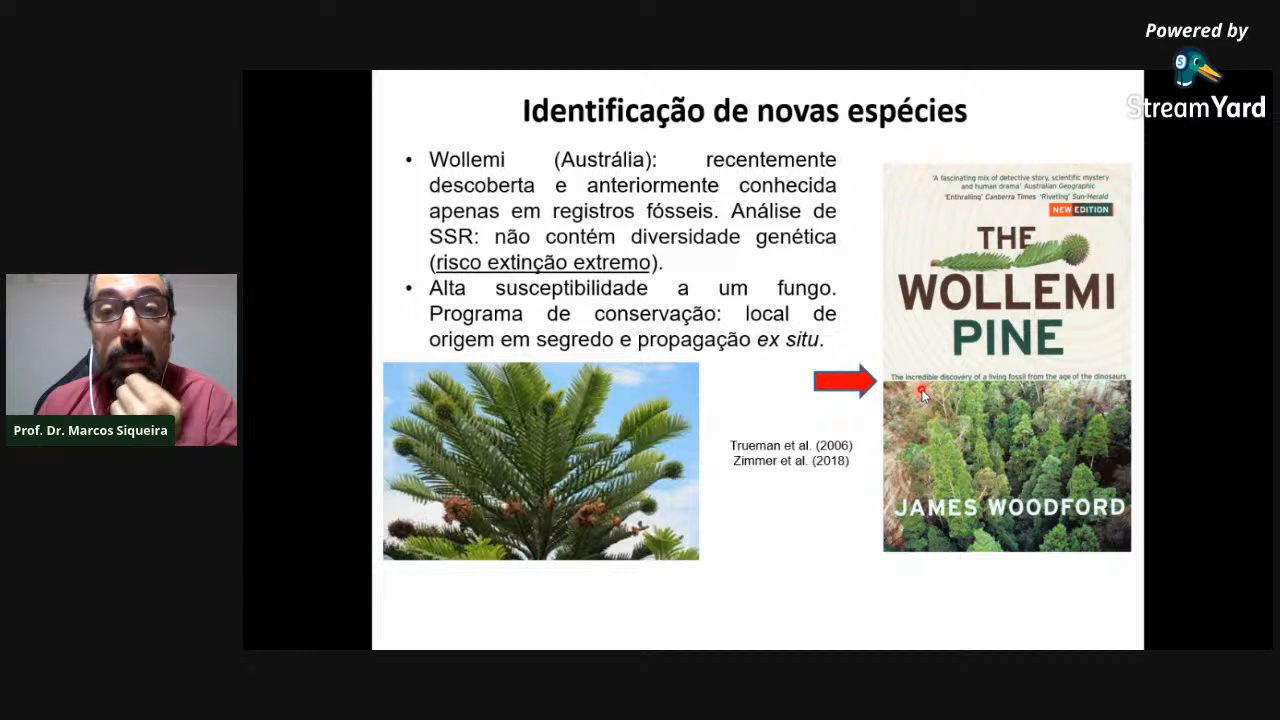 Powered by
StreamYard
Identificação de novas espécies
• Wollemi (Austrália): recentemente
descoberta e anteriormente conhecida
apenas em registros fósseis. Análise de
SSR: não contém diversidade genética
(risco extinção extremo).
• Alta susceptibilidade a um fungo.
Programa de conservação: local de
origem em segredo e propagação ex situ.
Trueman et al. (2006)
Zimmer et al. (2018)
'A fascinating mix of detective story, scientific mystery
and human drama' Australian Geographic
'Enthralling' Canberra Times 'Riveting' Sun-Herald
NEW EDITION
THE
WOLLEMI
PINE
The incredible discovery of a living fossil from the age of the dinosaurs
JAMES WOODFORD
Prof. Dr. Marcos Siqueira